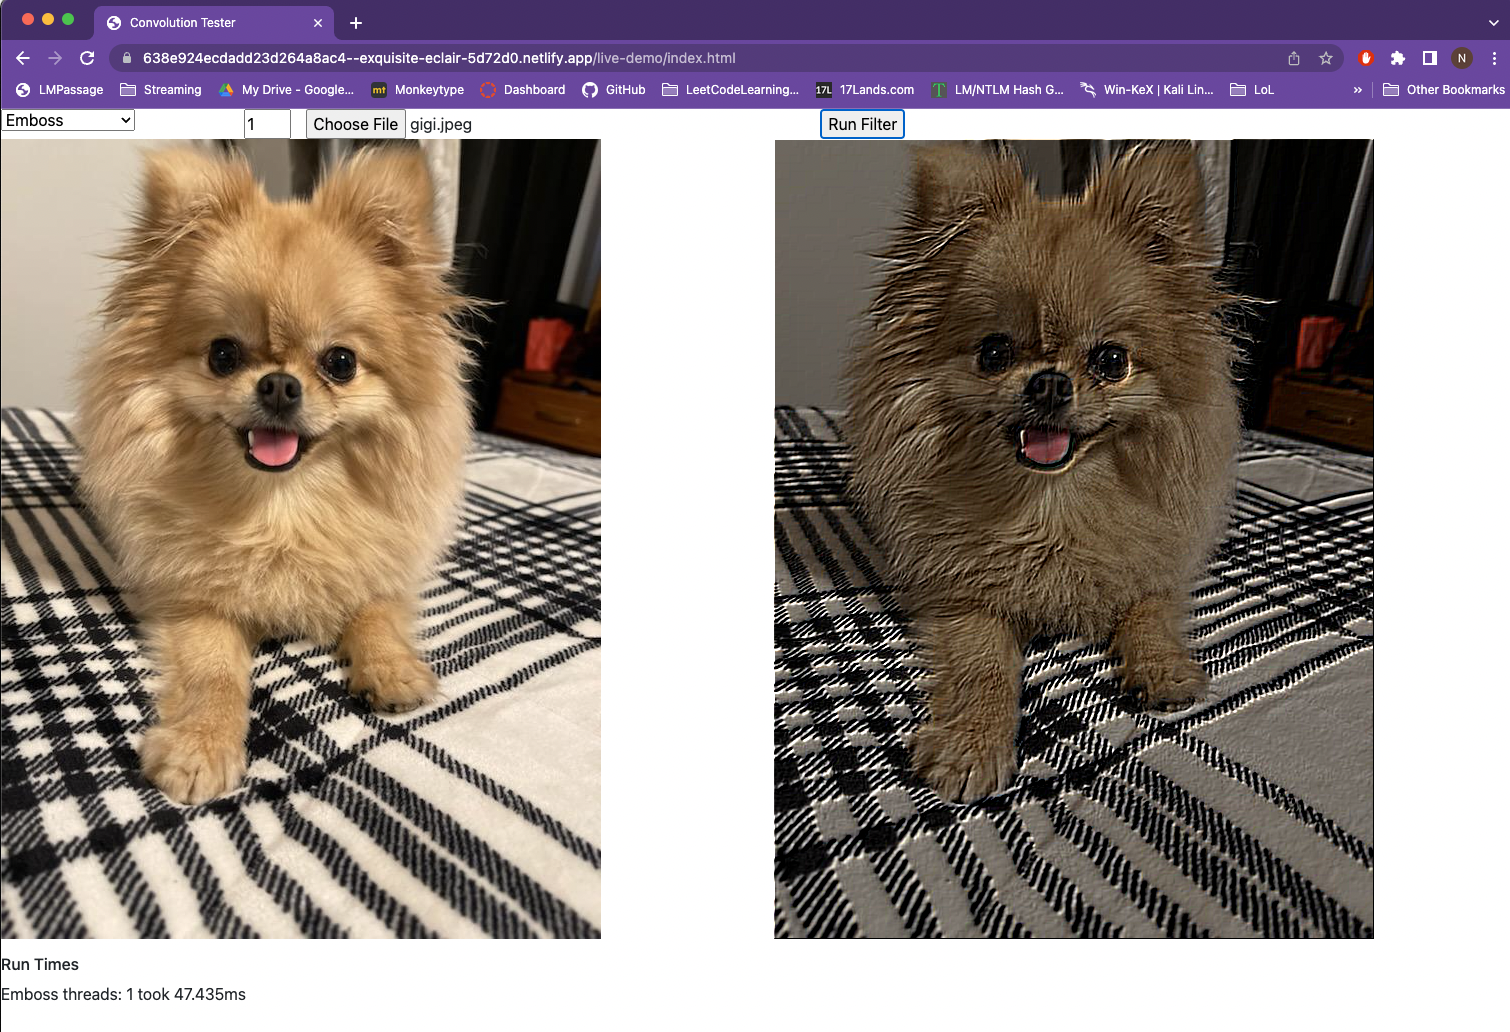 Convolution Tester
638e924ecdadd23d264a8ac4--exquisite-eclair-5d72d0.netlify.app/live-demo/index.html
N
LMPassage Streaming My Drive - Google... mt Monkeytype Dashboard GitHub LeetCodeLearning... 17L 17Lands.com T LM/NTLM Hash G... Win-KeX | Kali Lin... LoL » Other Bookmarks
Emboss 1 Choose File gigi.jpeg Run Filter
Run Times
Emboss threads: 1 took 47.435ms